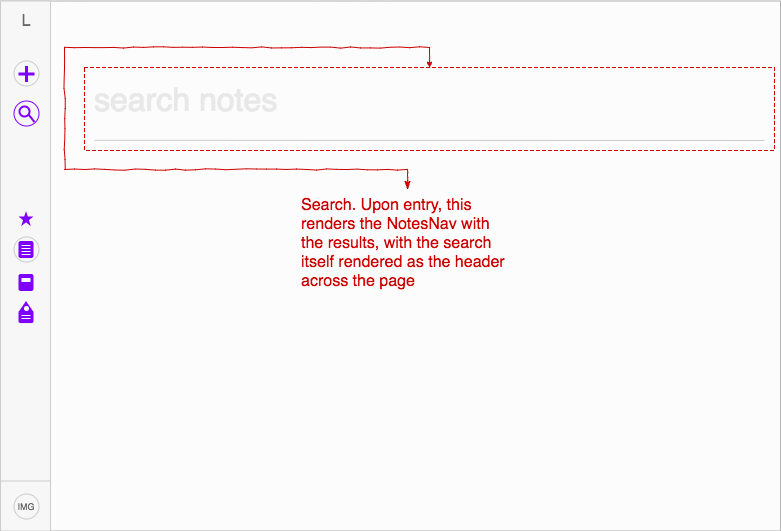 L
search notes
Search. Upon entry, this
renders the NotesNav with
the results, with the search
itself rendered as the header
across the page
IMG